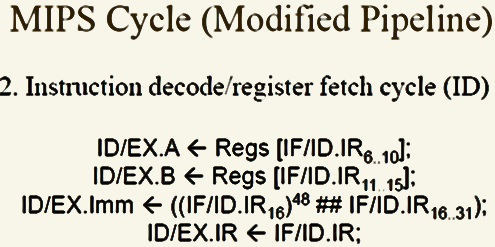 MIPS Cycle (Modified Pipeline)
2. Instruction decode/register fetch cycle (ID)
ID/EX.A ← Regs [IF/ID.IR6..10];
ID/EX.B ← Regs [IF/ID.IR11..15];
ID/EX.Imm ← ((IF/ID.IR16)48 ## IF/ID.IR16..31);
ID/EX.IR ← IF/ID.IR;